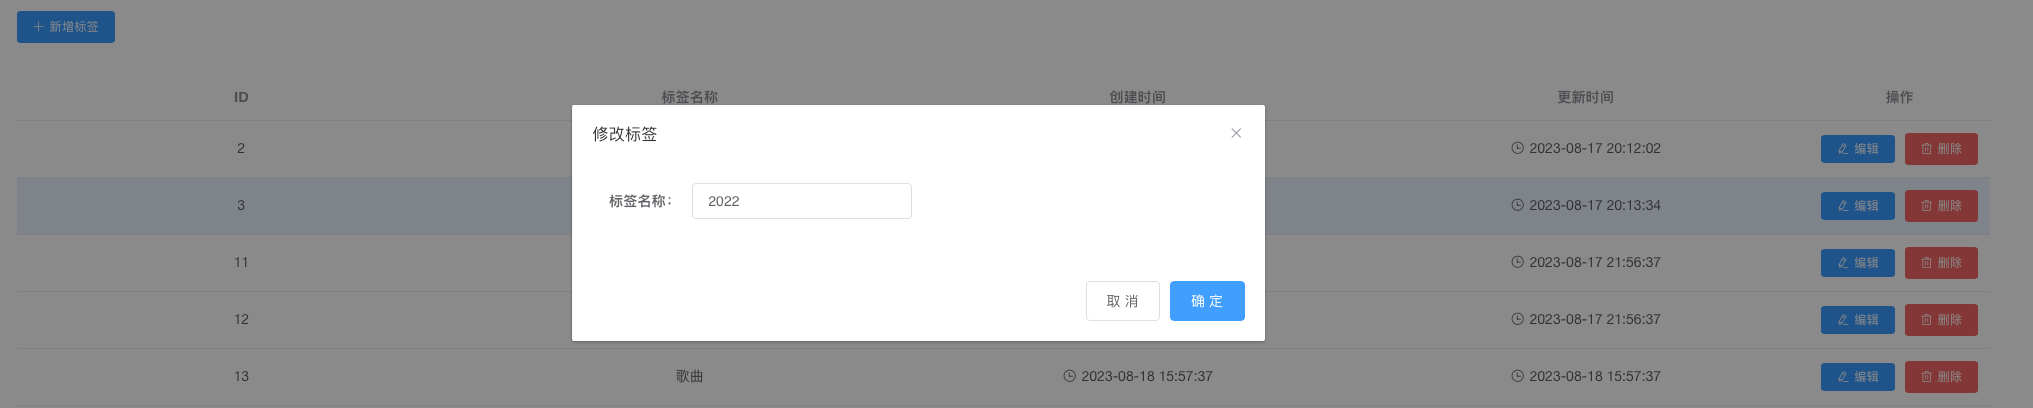 新增标签
ID 标签名称 创建时间 更新时间 操作
修改标签
2 2023-08-17 20:12:02 编辑 删除
标签名称： 2022
3 2023-08-17 20:13:34 编辑 删除
11 2023-08-17 21:56:37 编辑 删除
取 消 确 定
12 2023-08-17 21:56:37 编辑 删除
13 歌曲 2023-08-18 15:57:37 2023-08-18 15:57:37 编辑 删除